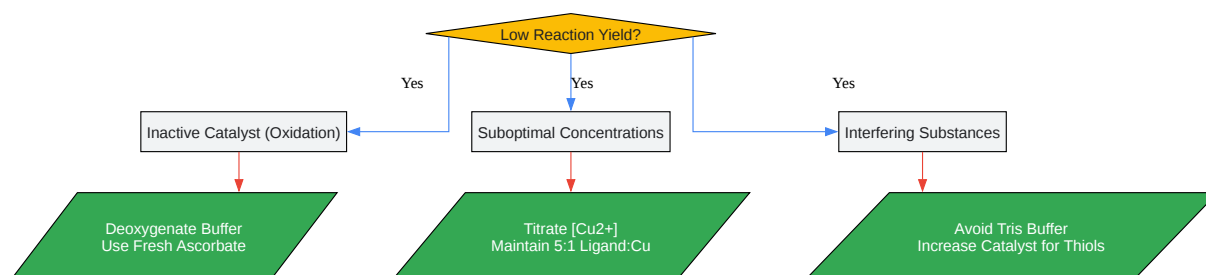 Low Reaction Yield?
Yes
Yes
Yes
Inactive Catalyst (Oxidation)
Suboptimal Concentrations
Interfering Substances
Deoxygenate Buffer
Use Fresh Ascorbate
Titrate [Cu2+]
Maintain 5:1 Ligand:Cu
Avoid Tris Buffer
Increase Catalyst for Thiols